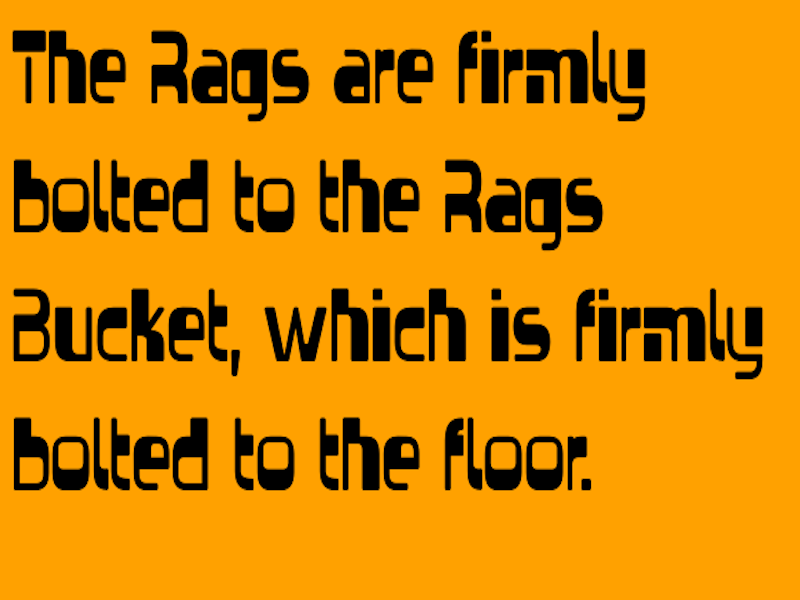 The Rags are firmly
bolted to the Rags
Bucket, which is firmly
bolted to the floor.